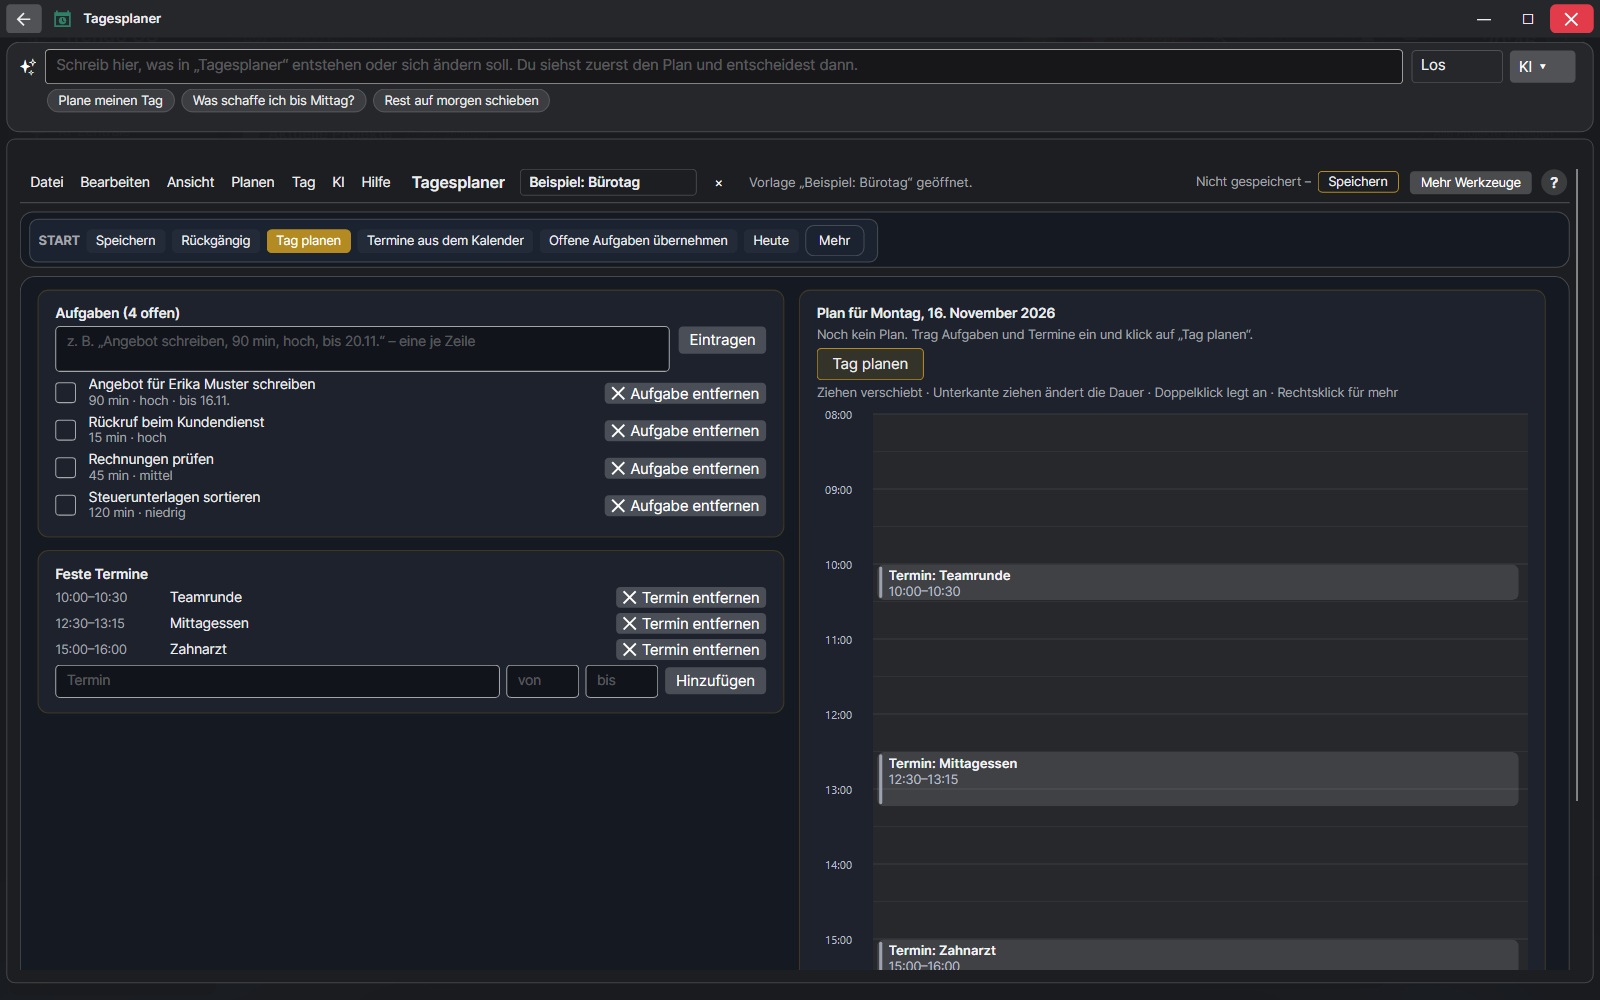 Tagesplaner
Schreib hier, was in „Tagesplaner“ entstehen oder sich ändern soll. Du siehst zuerst den Plan und entscheidest dann.
Los
KI
Plane meinen Tag
Was schaffe ich bis Mittag?
Rest auf morgen schieben
Datei Bearbeiten Ansicht Planen Tag KI Hilfe
Tagesplaner
Beispiel: Bürotag
×
Vorlage „Beispiel: Bürotag“ geöffnet.
Nicht gespeichert –
Speichern
Mehr Werkzeuge
?
START Speichern Rückgängig Tag planen Termine aus dem Kalender Offene Aufgaben übernehmen Heute Mehr
Aufgaben (4 offen)
z. B. „Angebot schreiben, 90 min, hoch, bis 20.11.“ – eine je Zeile
Eintragen
Angebot für Erika Muster schreiben
90 min · hoch · bis 16.11.
Aufgabe entfernen
Rückruf beim Kundendienst
15 min · hoch
Aufgabe entfernen
Rechnungen prüfen
45 min · mittel
Aufgabe entfernen
Steuerunterlagen sortieren
120 min · niedrig
Aufgabe entfernen
Feste Termine
10:00–10:30 Teamrunde Termin entfernen
12:30–13:15 Mittagessen Termin entfernen
15:00–16:00 Zahnarzt Termin entfernen
Termin von bis Hinzufügen
Plan für Montag, 16. November 2026
Noch kein Plan. Trag Aufgaben und Termine ein und klick auf „Tag planen“.
Tag planen
Ziehen verschiebt · Unterkante ziehen ändert die Dauer · Doppelklick legt an · Rechtsklick für mehr
08:00
09:00
10:00
Termin: Teamrunde
10:00–10:30
11:00
12:00
Termin: Mittagessen
12:30–13:15
13:00
14:00
15:00
Termin: Zahnarzt
15:00–16:00